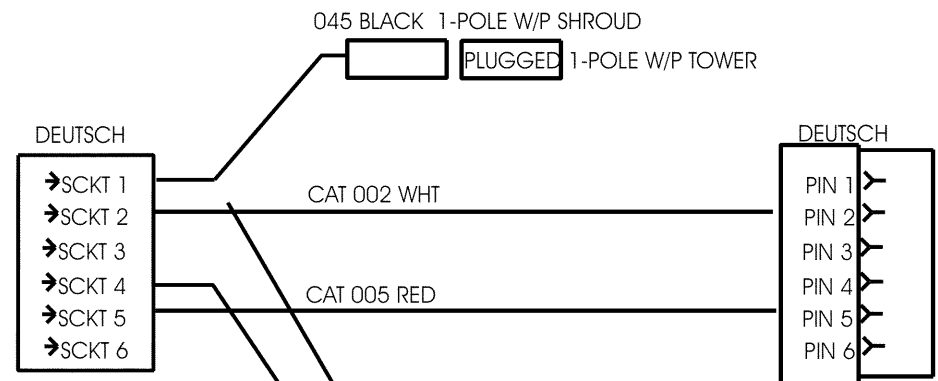 045 BLACK 1-POLE W/P SHROUD
PLUGGED 1-POLE W/P TOWER
DEUTSCH
SCKT 1
SCKT 2
SCKT 3
SCKT 4
SCKT 5
SCKT 6
CAT 002 WHT
CAT 005 RED
DEUTSCH
PIN 1
PIN 2
PIN 3
PIN 4
PIN 5
PIN 6